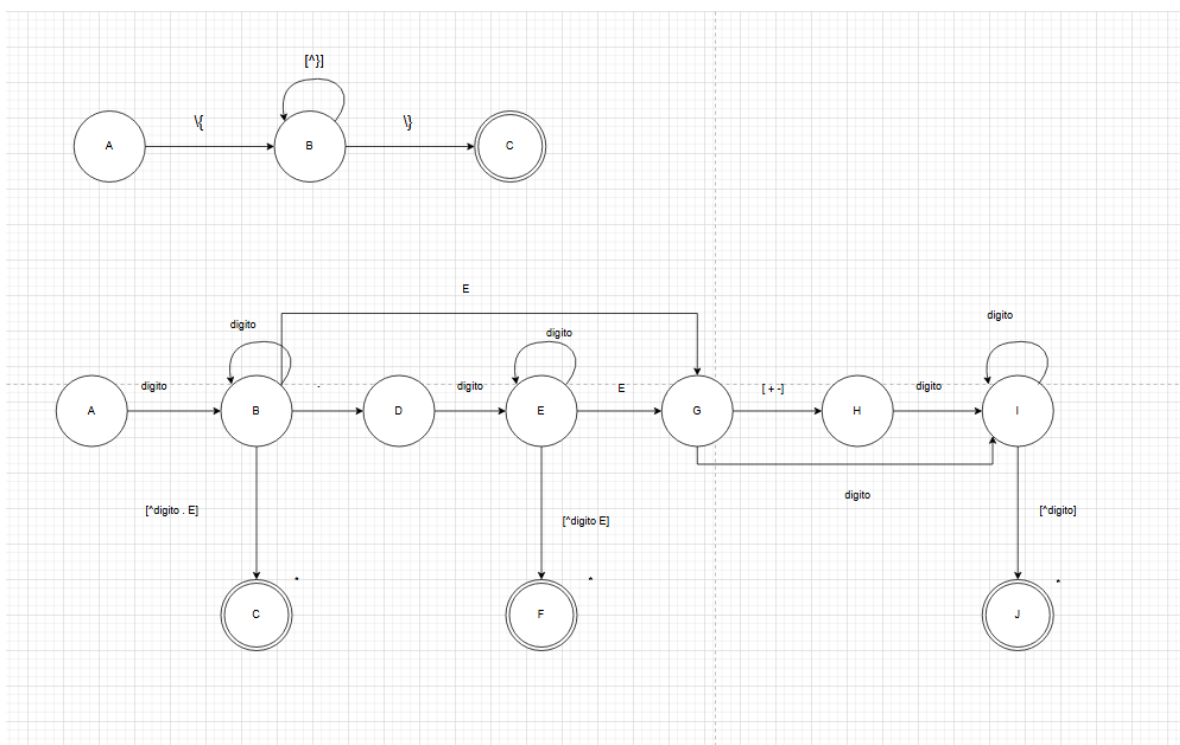 [^}]
\{
\}
A
B
C
E
digito
digito
digito
digito
.
digito
E
[ + -]
digito
A
B
D
E
G
H
I
digito
[^digito . E]
[^digito E]
[^digito]
*
*
*
C
F
J